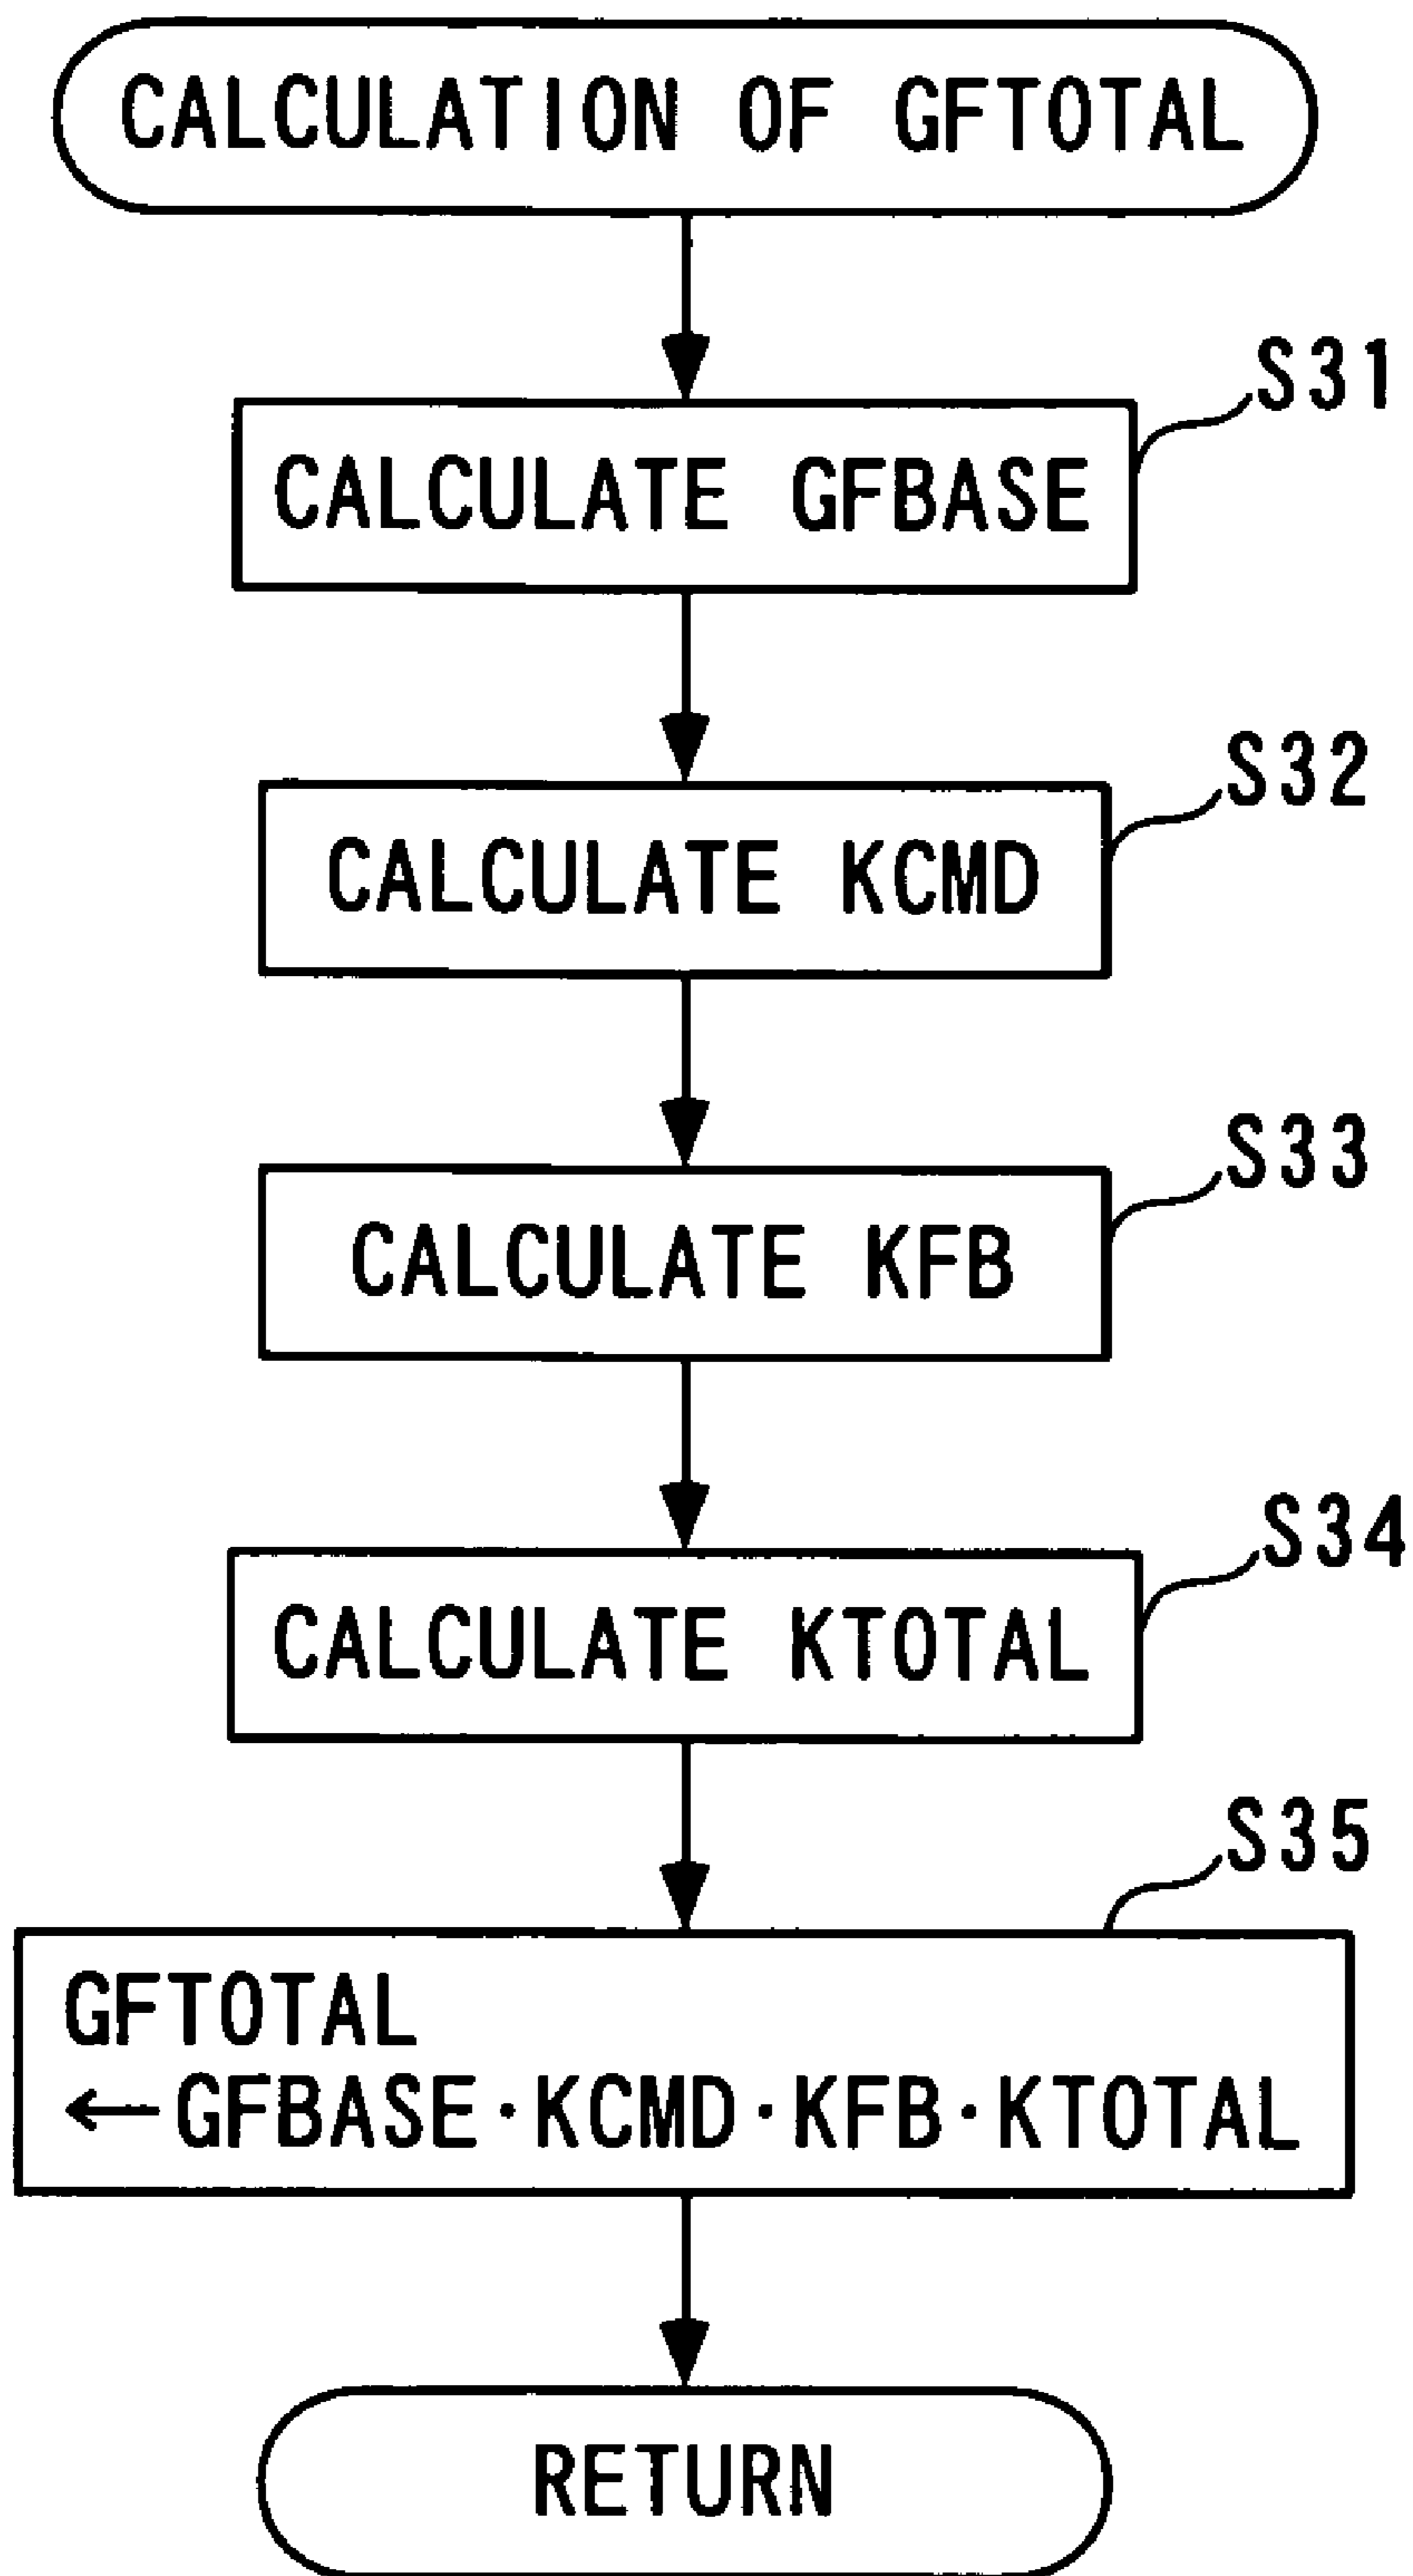 CALCULATION OF GFTOTAL
S31
CALCULATE GFBASE
S32
CALCULATE KCMD
S33
CALCULATE KFB
S34
CALCULATE KTOTAL
S35
GFTOTAL
←GFBASE·KCMD·KFB·KTOTAL
RETURN